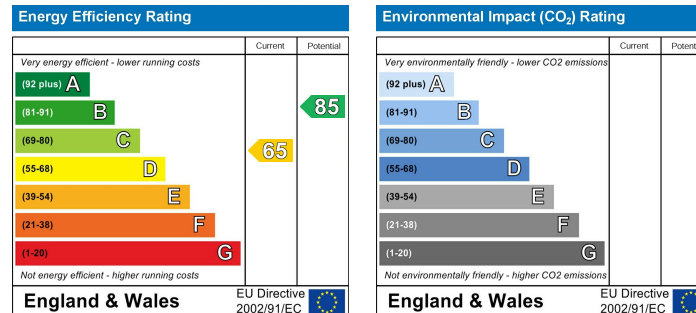 Energy Efficiency Rating
Current Potential
Very energy efficient - lower running costs
(92 plus) A
(81-91) B
(69-80) C
(55-68) D
(39-54) E
(21-38) F
(1-20) G
85
65
Not energy efficient - higher running costs
England & Wales
EU Directive
2002/91/EC
Environmental Impact (CO₂) Rating
Current Potent
Very environmentally friendly - lower CO2 emissions
(92 plus) A
(81-91) B
(69-80) C
(55-68) D
(39-54) E
(21-38) F
(1-20) G
Not environmentally friendly - higher CO2 emissions
England & Wales
EU Directive
2002/91/EC